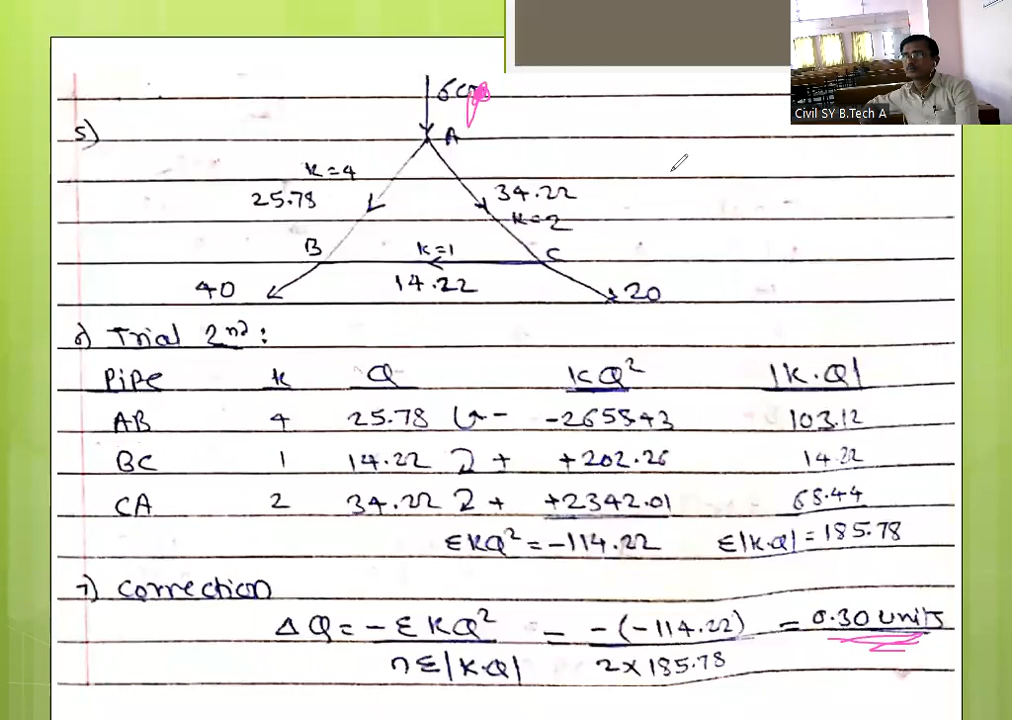 Civil SY B.Tech A
5)
A
K=4
25.78
34.22
K=2
B
K=1
C
40
14.22
20
6) Trial 2nd:
Pipe K Q KQ² |K.Q|
AB 4 25.78 ↺ - -2658.43 103.12
BC 1 14.22 ↻ + +202.26 14.22
CA 2 34.22 ↻ + +2342.01 68.44
ΣKQ² = -114.22 Σ|K.Q| = 185.78
7) Correction
ΔQ = -ΣKQ² / nΣ|K.Q| = -(-114.22) / 2×185.78 = 0.30 units